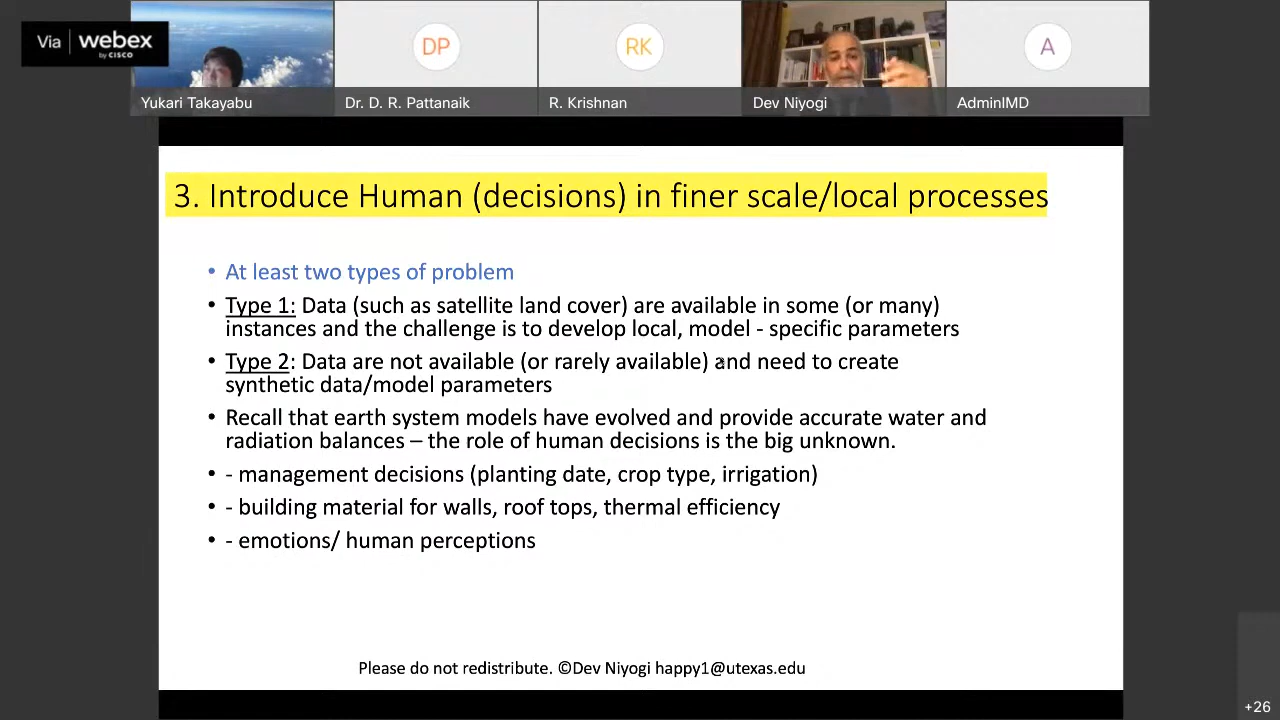 Via webex
by CISCO
DP
RK
A
Yukari Takayabu
Dr. D. R. Pattanaik
R. Krishnan
Dev Niyogi
AdminIMD
3. Introduce Human (decisions) in finer scale/local processes
• At least two types of problem
• Type 1: Data (such as satellite land cover) are available in some (or many)
instances and the challenge is to develop local, model - specific parameters
• Type 2: Data are not available (or rarely available) and need to create
synthetic data/model parameters
• Recall that earth system models have evolved and provide accurate water and
radiation balances – the role of human decisions is the big unknown.
• - management decisions (planting date, crop type, irrigation)
• - building material for walls, roof tops, thermal efficiency
• - emotions/ human perceptions
Please do not redistribute. ©Dev Niyogi happy1@utexas.edu
+26